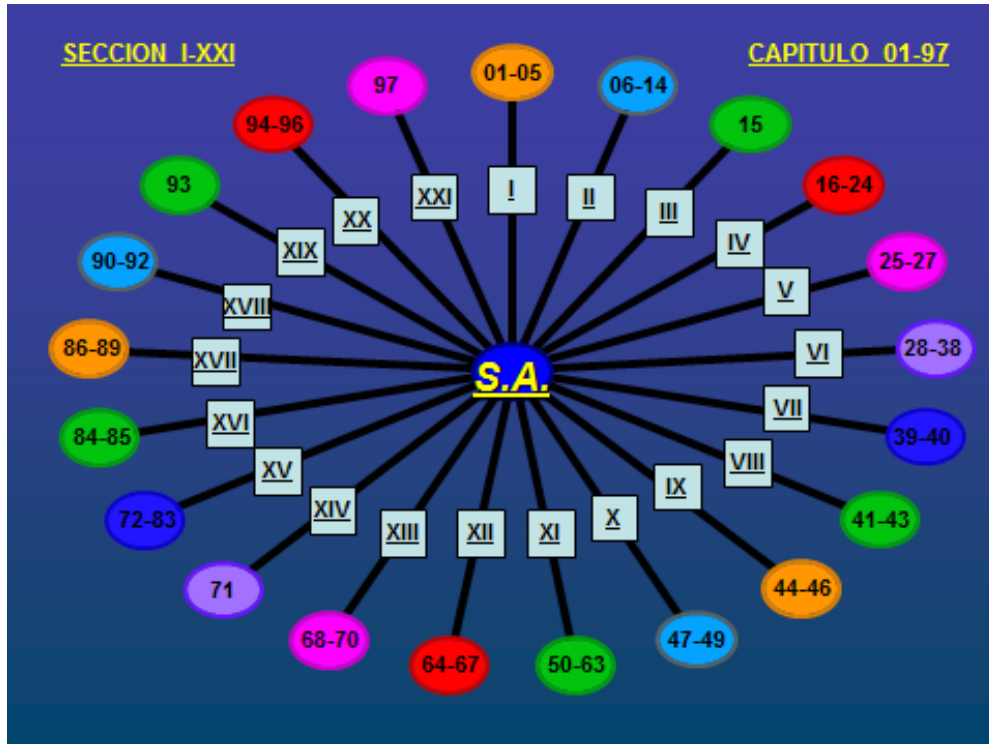 SECCION I-XXI
CAPITULO 01-97
01-05
06-14
15
16-24
25-27
28-38
39-40
41-43
44-46
47-49
50-63
64-67
68-70
71
72-83
84-85
86-89
90-92
93
94-96
97
I
II
III
IV
V
VI
VII
VIII
IX
X
XI
XII
XIII
XIV
XV
XVI
XVII
XVIII
XIX
XX
XXI
S.A.